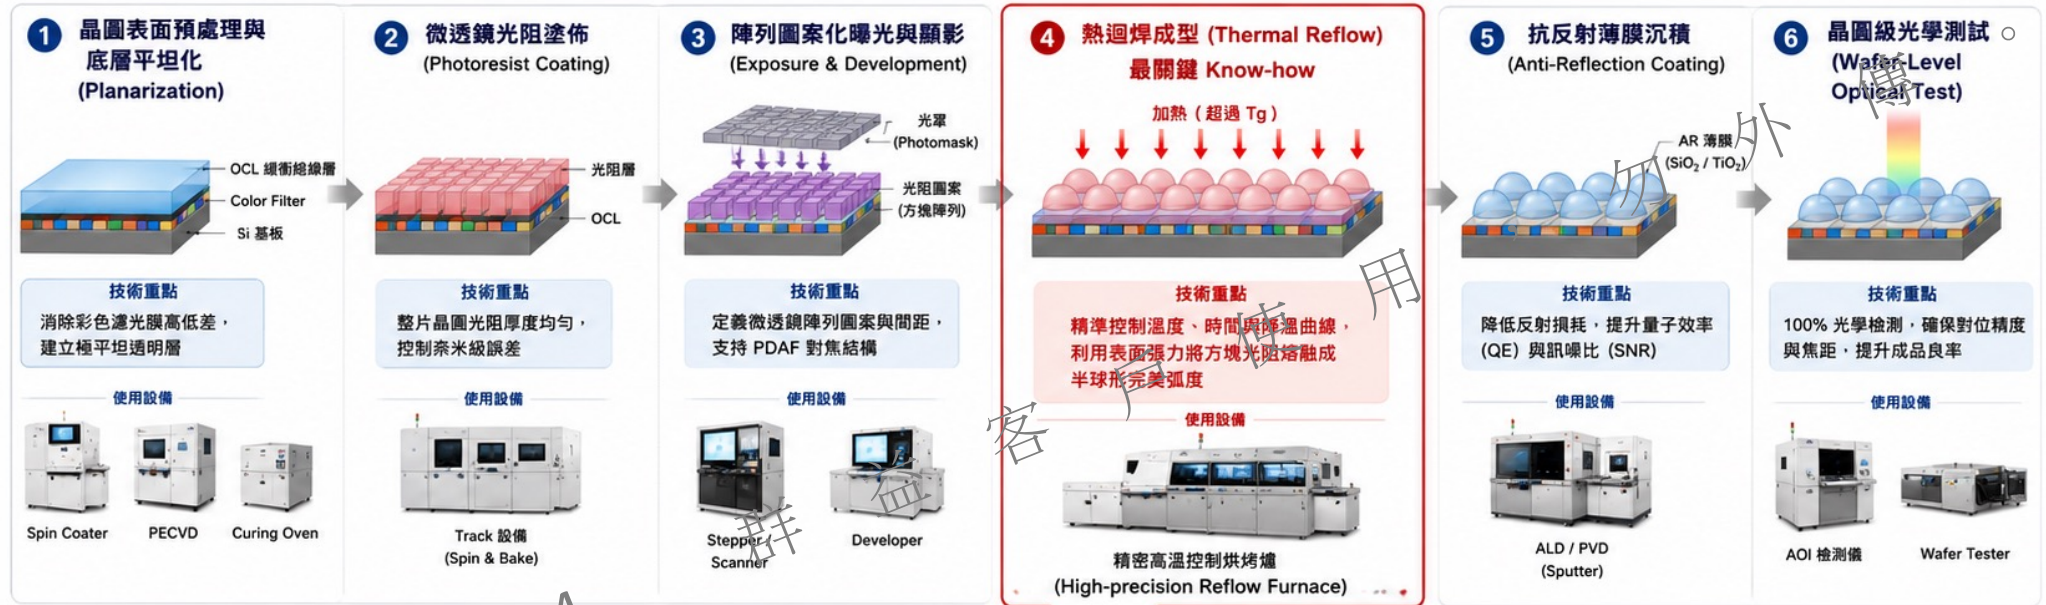 1 晶圓表面預處理與
底層平坦化
(Planarization)
OCL 緩衝絕緣層
Color Filter
Si 基板
技術重點
消除彩色濾光膜高低差，
建立極平坦透明層
使用設備
Spin Coater
PECVD
Curing Oven
2 微透鏡光阻塗佈
(Photoresist Coating)
光阻層
OCL
技術重點
整片晶圓光阻厚度均勻，
控制奈米級誤差
使用設備
Track 設備
(Spin & Bake)
3 陣列圖案化曝光與顯影
(Exposure & Development)
光罩
(Photomask)
光阻圖案
(方塊陣列)
技術重點
定義微透鏡陣列圖案與間距，
支持 PDAF 對焦結構
使用設備
Stepper
Scanner
Developer
4 熱迴焊成型 (Thermal Reflow)
最關鍵 Know-how
加熱 (超過 Tg)
技術重點
精準控制溫度、時間與降溫曲線，
利用表面張力將方塊光阻熔融成
半球形完美弧度
使用設備
精密高溫控制烘烤爐
(High-precision Reflow Furnace)
5 抗反射薄膜沉積
(Anti-Reflection Coating)
AR 薄膜
(SiO₂ / TiO₂)
技術重點
降低反射損耗，提升量子效率
(QE) 與訊噪比 (SNR)
使用設備
ALD / PVD
(Sputter)
6 晶圓級光學測試
(Wafer-Level
Optical Test)
技術重點
100% 光學檢測，確保對位精度
與焦距，提升成品良率
使用設備
AOI 檢測儀
Wafer Tester
群益客戶使用勿外傳。